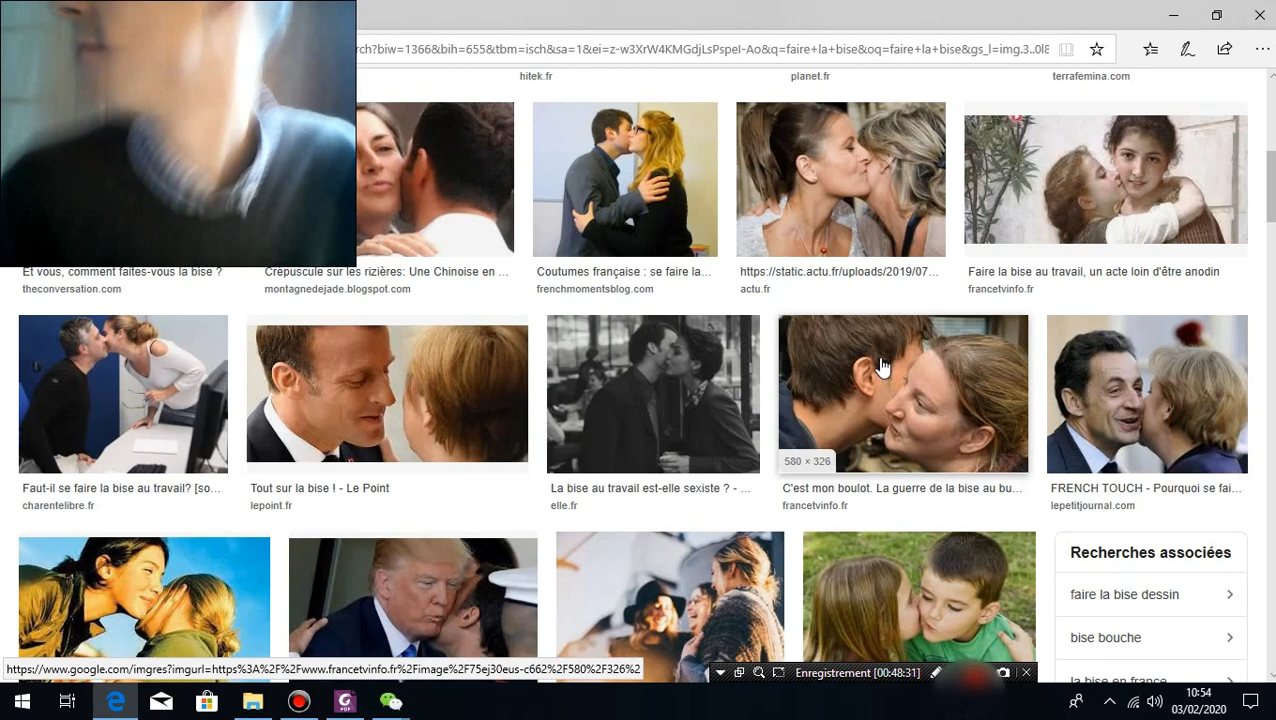 rch?biw=1366&bih=655&tbm=isch&sa=1&ei=z-w3XrW4KMGdjLsPspeI-Ao&q=faire+la+bise&oq=faire+la+bise&gs_l=img.3..0l8
hitek.fr
planet.fr
terrafemina.com
Et vous, comment faites-vous la bise ?
Crépuscule sur les rizières: Une Chinoise en ...
Coutumes française : se faire la...
https://static.actu.fr/uploads/2019/07...
Faire la bise au travail, un acte loin d'être anodin
theconversation.com
montagnedejade.blogspot.com
frenchmomentsblog.com
actu.fr
francetvinfo.fr
580 × 326
Faut-il se faire la bise au travail? [so...
Tout sur la bise ! - Le Point
La bise au travail est-elle sexiste ? - ...
C'est mon boulot. La guerre de la bise au bu...
FRENCH TOUCH - Pourquoi se fai...
charentelibre.fr
lepoint.fr
elle.fr
francetvinfo.fr
lepetitjournal.com
Recherches associées
faire la bise dessin
bise bouche
la bise en france
https://www.google.com/imgres?imgurl=https%3A%2F%2Fwww.francetvinfo.fr%2Fimage%2F75ej30eus-c662%2F580%2F326%2
Enregistrement [00:48:31]
10:54
03/02/2020